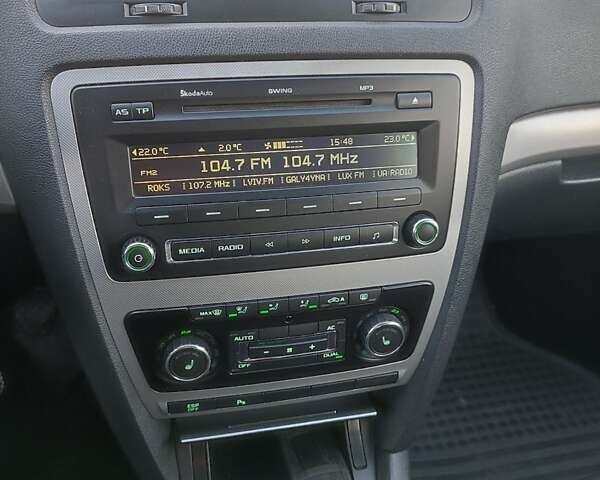 ŠkodaAuto SWING MP3
AS TP
22.0°C 2.0°C 15:48 23.0°C
104.7 FM 104.7 MHz
FM2
ROKS 107.2 MHz LVIV.FM GALY4YNA LUX FM UA:RADIO
MEDIA RADIO INFO
MAX A
AUTO AC
OFF DUAL
ESP OFF P